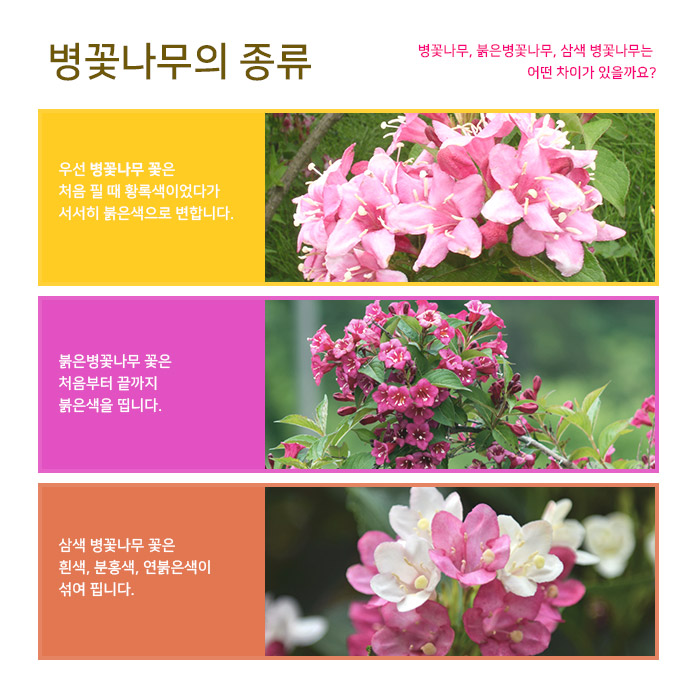 병꽃나무의 종류
병꽃나무, 붉은병꽃나무, 삼색 병꽃나무는
어떤 차이가 있을까요?
우선 병꽃나무 꽃은
처음 필 때 황록색이었다가
서서히 붉은색으로 변합니다.
붉은병꽃나무 꽃은
처음부터 끝까지
붉은색을 띱니다.
삼색 병꽃나무 꽃은
흰색, 분홍색, 연붉은색이
섞여 핍니다.